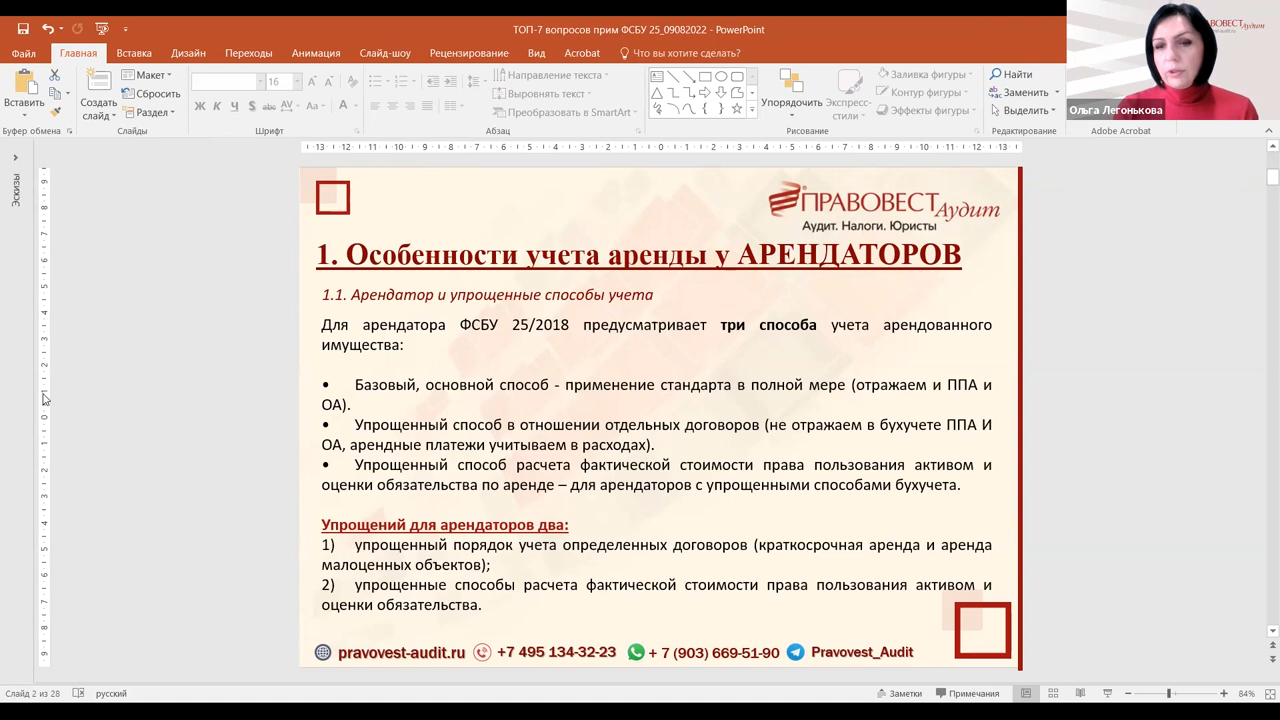 ТОП-7 вопросов прим ФСБУ 25_09082022 - PowerPoint
Файл Главная Вставка Дизайн Переходы Анимация Слайд-шоу Рецензирование Вид Acrobat Что вы хотите сделать?
Вставить
Создать слайд
Макет
Сбросить
Раздел
16
Ж К Ч S abc AV Aa A
Направление текста
Выровнять текст
Преобразовать в SmartArt
Упорядочить
Экспресс-стили
Заливка фигуры
Контур фигуры
Эффекты фигуры
Найти
Заменить
Выделить
Буфер обмена Слайды Шрифт Абзац Рисование Редактирование Adobe Acrobat
Ольга Легонькова
Эскизы
ПРАВОВЕСТ Аудит
Аудит. Налоги. Юристы
1. Особенности учета аренды у АРЕНДАТОРОВ
1.1. Арендатор и упрощенные способы учета
Для арендатора ФСБУ 25/2018 предусматривает три способа учета арендованного
имущества:
• Базовый, основной способ - применение стандарта в полной мере (отражаем и ППА и
ОА).
• Упрощенный способ в отношении отдельных договоров (не отражаем в бухучете ППА И
ОА, арендные платежи учитываем в расходах).
• Упрощенный способ расчета фактической стоимости права пользования активом и
оценки обязательства по аренде – для арендаторов с упрощенными способами бухучета.
Упрощений для арендаторов два:
1) упрощенный порядок учета определенных договоров (краткосрочная аренда и аренда
малоценных объектов);
2) упрощенные способы расчета фактической стоимости права пользования активом и
оценки обязательства.
pravovest-audit.ru +7 495 134-32-23 + 7 (903) 669-51-90 Pravovest_Audit
Слайд 2 из 28 русский Заметки Примечания 84%